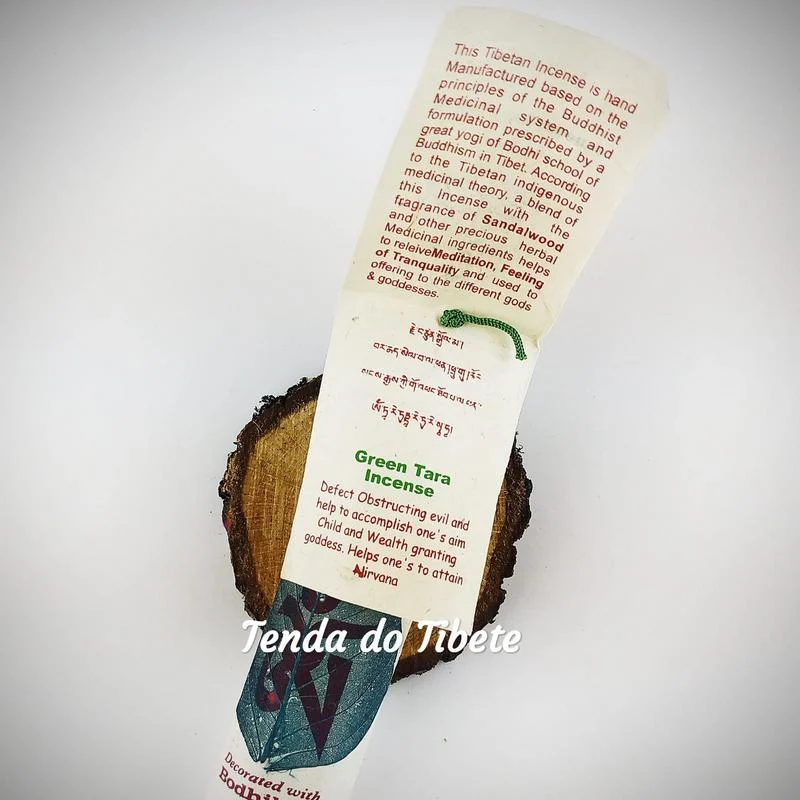 This Tibetan Incense is hand
Manufactured based on the
principles of the Buddhist
Medicinal system and
formulation prescribed by a
great yogi of Bodhi school of
Buddhism in Tibet. According
to the Tibetan indigenous
medicinal theory, a blend of
this Incense with the
fragrance of Sandalwood
and other precious herbal
Medicinal ingredients helps
to releiveMeditation, Feeling
of Tranquality and used to
offering to the different gods
& goddesses.
Green Tara
Incense
Defect Obstructing evil and
help to accomplish one's aim
Child and Wealth granting
goddess. Helps one's to attain
Nirvana
Tenda do Tibete
Decorated with